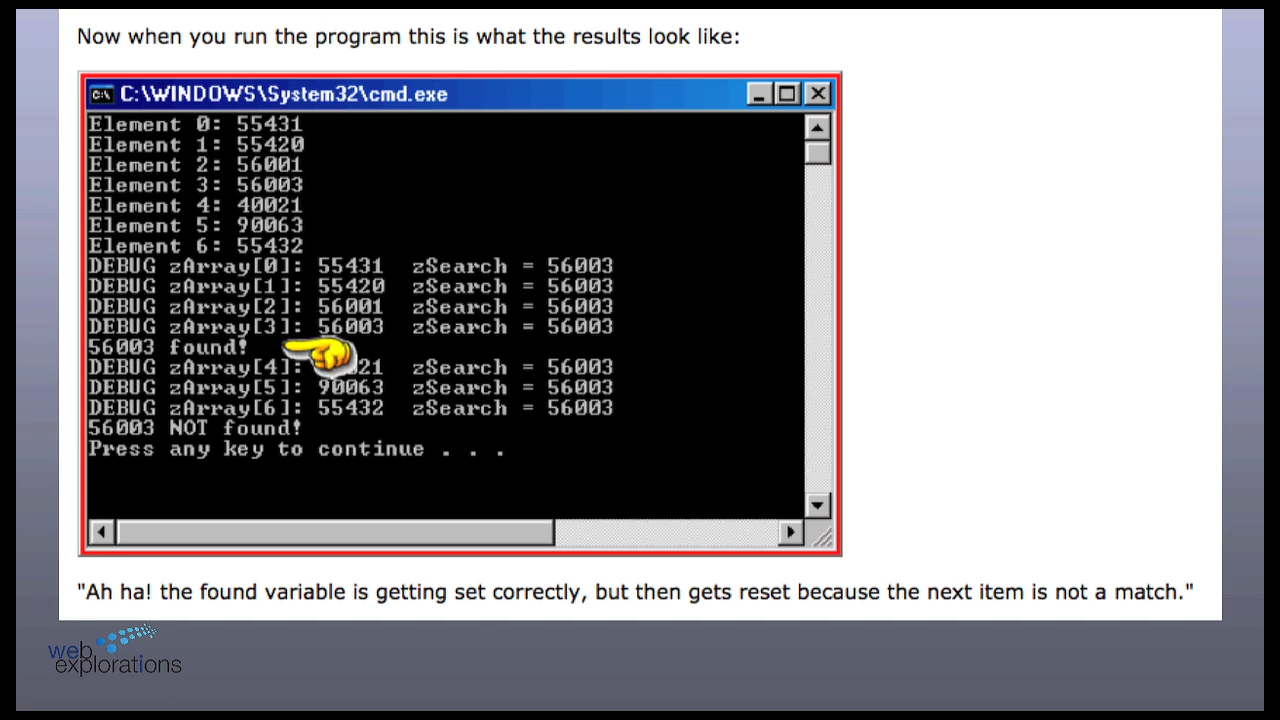 Now when you run the program this is what the results look like:
C:\WINDOWS\System32\cmd.exe
Element 0: 55431
Element 1: 55420
Element 2: 56001
Element 3: 56003
Element 4: 40021
Element 5: 90063
Element 6: 55432
DEBUG zArray[0]: 55431 zSearch = 56003
DEBUG zArray[1]: 55420 zSearch = 56003
DEBUG zArray[2]: 56001 zSearch = 56003
DEBUG zArray[3]: 56003 zSearch = 56003
56003 found!
DEBUG zArray[4]: 21 zSearch = 56003
DEBUG zArray[5]: 90063 zSearch = 56003
DEBUG zArray[6]: 55432 zSearch = 56003
56003 NOT found!
Press any key to continue . . .
"Ah ha! the found variable is getting set correctly, but then gets reset because the next item is not a match."
web
explorations